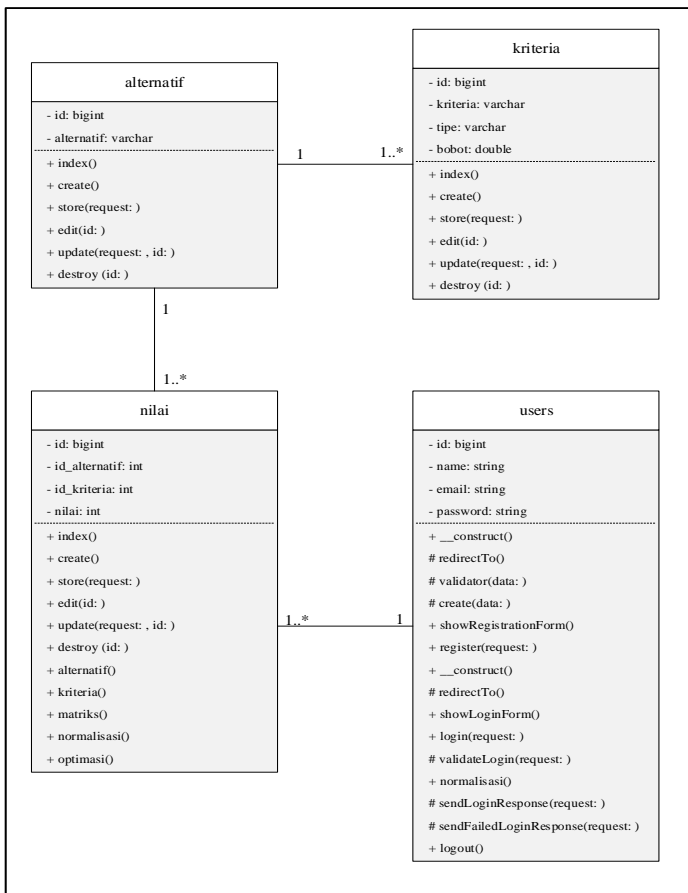 alternatif
- id: bigint
- alternatif: varchar
+ index()
+ create()
+ store(request: )
+ edit(id: )
+ update(request: , id: )
+ destroy (id: )
1
1..*
kriteria
- id: bigint
- kriteria: varchar
- tipe: varchar
- bobot: double
+ index()
+ create()
+ store(request: )
+ edit(id: )
+ update(request: , id: )
+ destroy (id: )
1
1..*
nilai
- id: bigint
- id_alternatif: int
- id_kriteria: int
- nilai: int
+ index()
+ create()
+ store(request: )
+ edit(id: )
+ update(request: , id: )
+ destroy (id: )
+ alternatif()
+ kriteria()
+ matriks()
+ normalisasi()
+ optimasi()
1..*
1
users
- id: bigint
- name: string
- email: string
- password: string
+ __construct()
# redirectTo()
# validator(data: )
# create(data: )
+ showRegistrationForm()
+ register(request: )
+ __construct()
# redirectTo()
+ showLoginForm()
+ login(request: )
# validateLogin(request: )
+ normalisasi()
# sendLoginResponse(request: )
# sendFailedLoginResponse(request: )
+ logout()